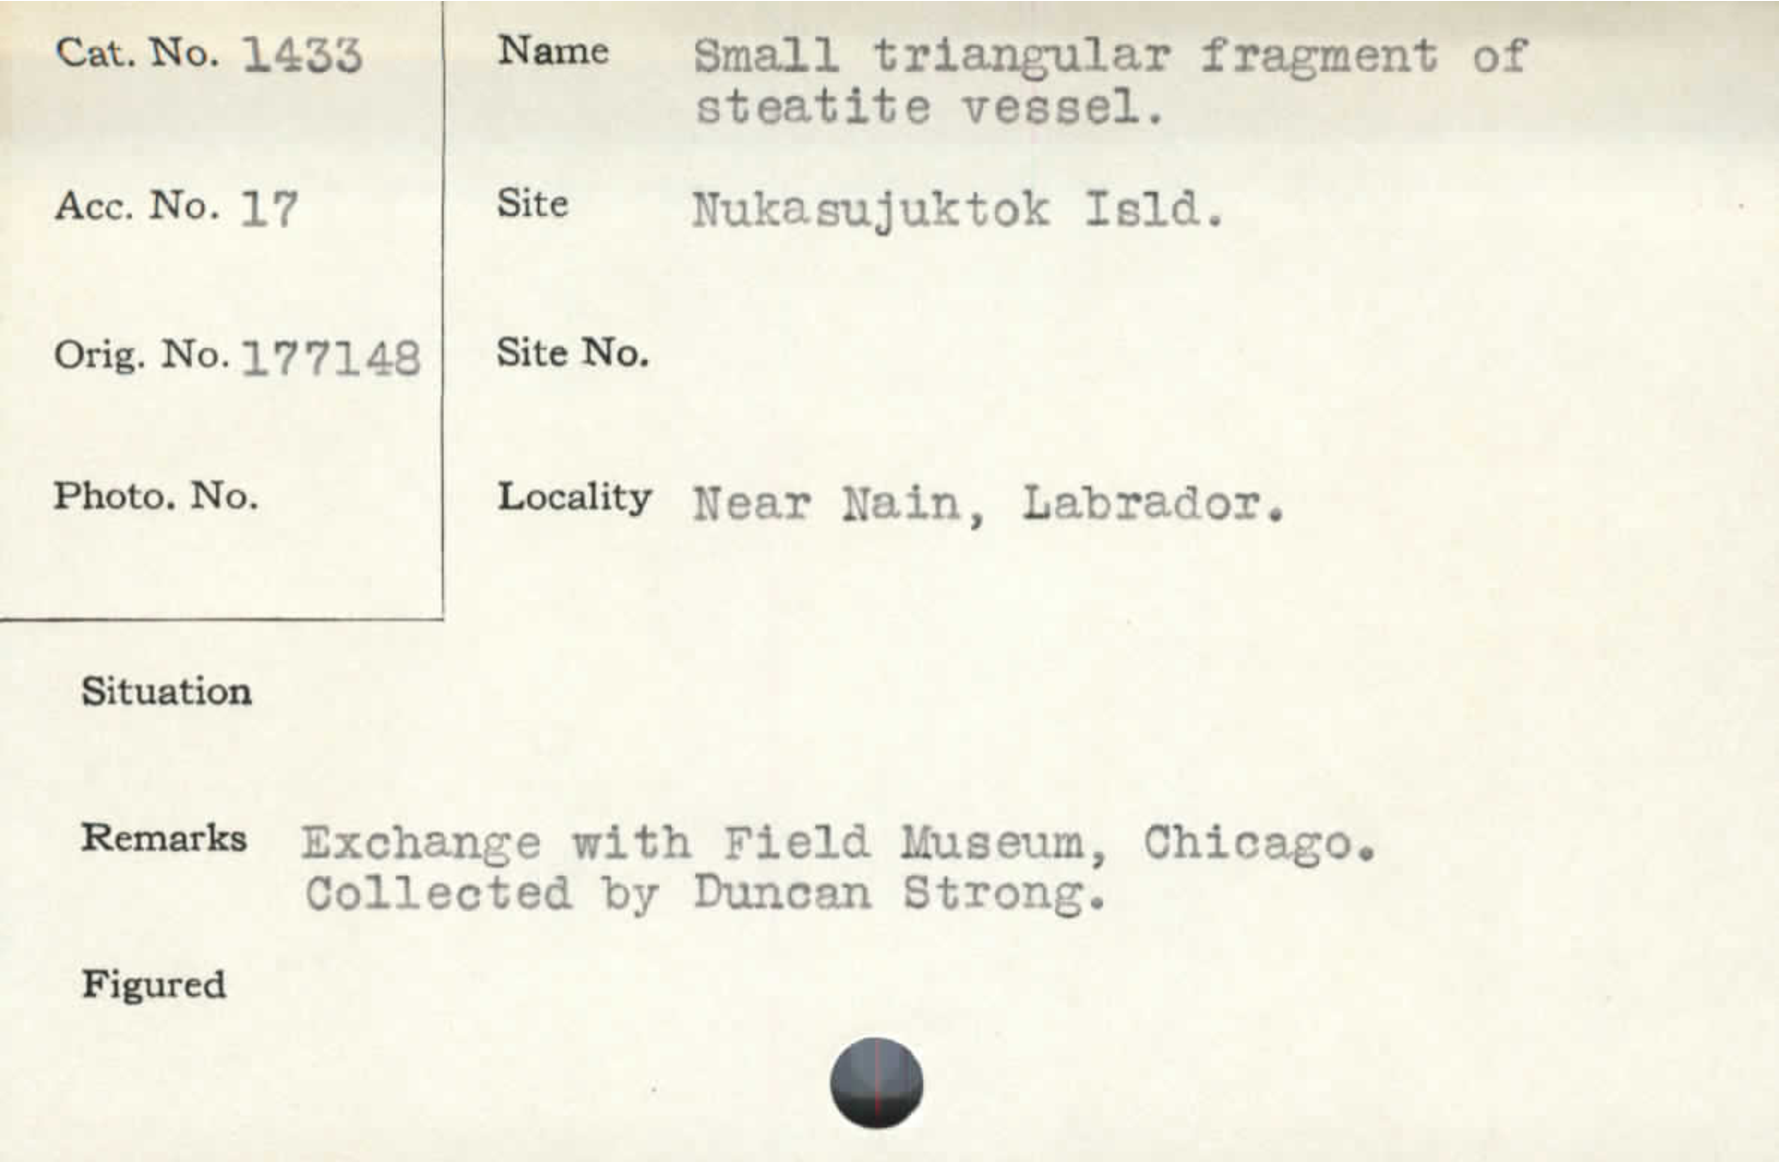 Cat. No. 1433
Name Small triangular fragment of
steatite vessel.
Acc. No. 17
Site Nukasujuktok Isld.
Orig. No. 177148
Site No.
Photo. No.
Locality Near Nain, Labrador.
Situation
Remarks Exchange with Field Museum, Chicago.
Collected by Duncan Strong.
Figured